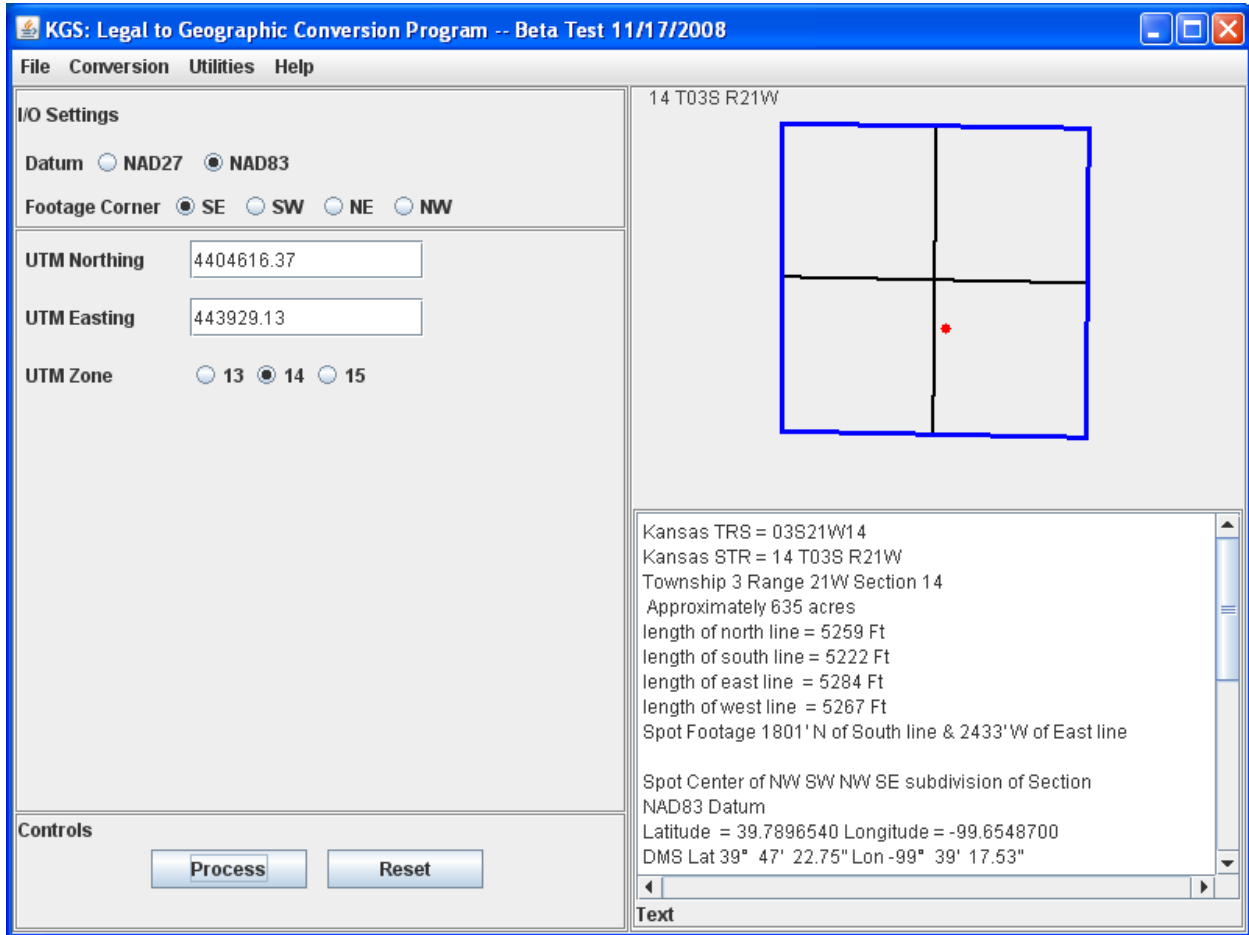 KGS: Legal to Geographic Conversion Program -- Beta Test 11/17/2008
File Conversion Utilities Help
I/O Settings
Datum NAD27 NAD83
Footage Corner SE SW NE NW
UTM Northing 4404616.37
UTM Easting 443929.13
UTM Zone 13 14 15
Controls
Process Reset
14 T03S R21W
Kansas TRS = 03S21W14
Kansas STR = 14 T03S R21W
Township 3 Range 21W Section 14
Approximately 635 acres
length of north line = 5259 Ft
length of south line = 5222 Ft
length of east line = 5284 Ft
length of west line = 5267 Ft
Spot Footage 1801' N of South line & 2433' W of East line
Spot Center of NW SW NW SE subdivision of Section
NAD83 Datum
Latitude = 39.7896540 Longitude = -99.6548700
DMS Lat 39° 47' 22.75" Lon -99° 39' 17.53"
Text